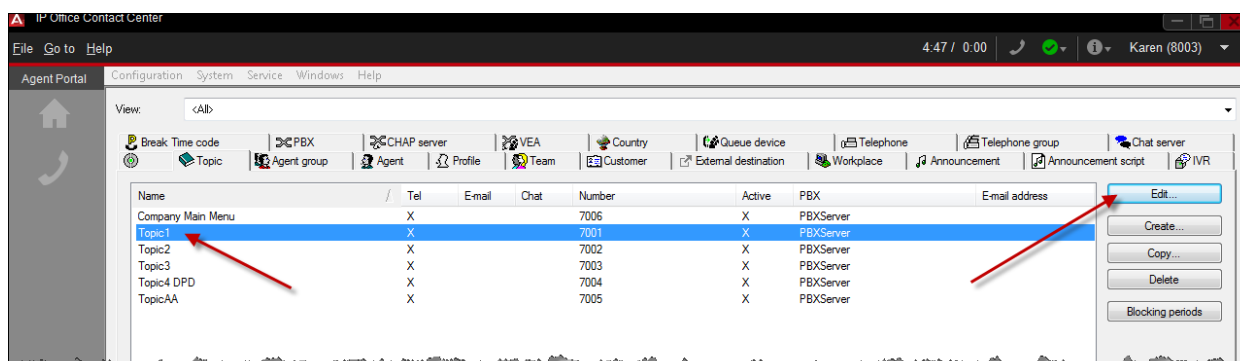 IP Office Contact Center
File Go to Help 4:47 / 0:00 Karen (8003)
Agent Portal Configuration System Service Windows Help
View: <All>
Break Time code PBX CHAP server VEA Country Queue device Telephone Telephone group Chat server
Topic Agent group Agent Profile Team Customer External destination Workplace Announcement Announcement script IVR
Name / Tel E-mail Chat Number Active PBX E-mail address Edit...
Company Main Menu X 7006 X PBXServer
Topic1 X 7001 X PBXServer Create...
Topic2 X 7002 X PBXServer Copy...
Topic3 X 7003 X PBXServer
Topic4 DPD X 7004 X PBXServer Delete
TopicAA X 7005 X PBXServer
Blocking periods